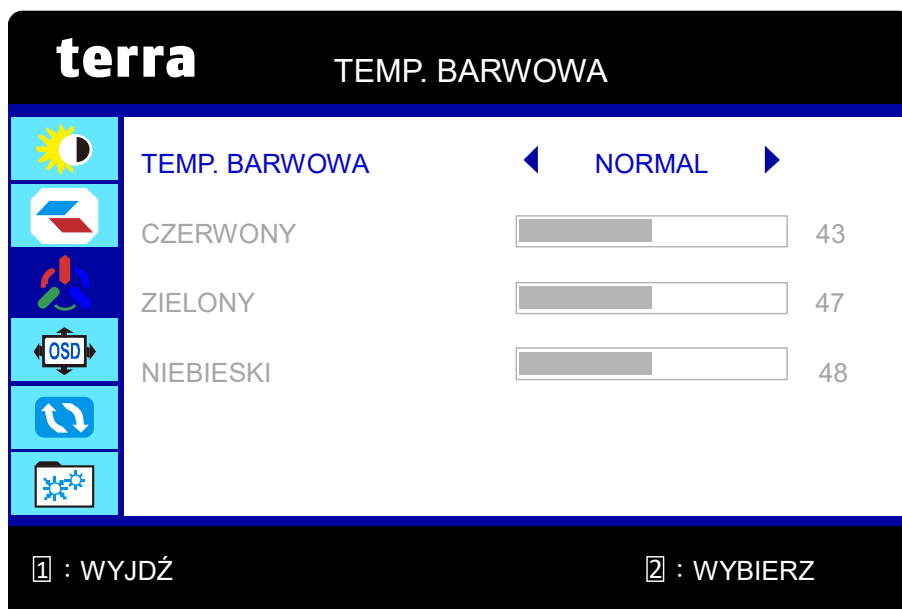 terra
TEMP. BARWOWA
TEMP. BARWOWA NORMAL
CZERWONY 43
ZIELONY 47
OSD
NIEBIESKI 48
1 : WYJDŹ 2 : WYBIERZ